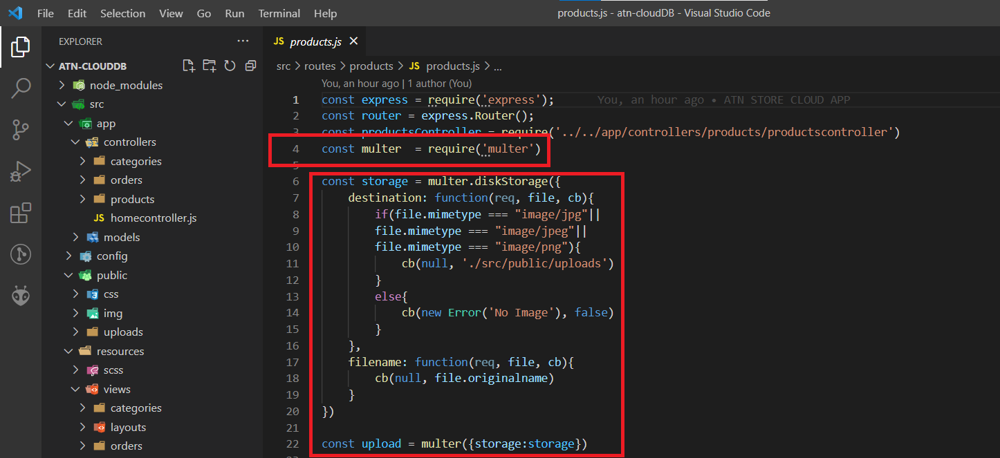 File Edit Selection View Go Run Terminal Help
products.js - atn-cloudDB - Visual Studio Code
EXPLORER
ATN-CLOUDDB
node_modules
src
app
controllers
categories
orders
products
homecontroller.js
models
config
public
css
img
uploads
resources
scss
views
categories
layouts
orders
JS products.js
src > routes > products > JS products.js > ...
You, an hour ago | 1 author (You)
1 const express = require('express'); You, an hour ago • ATN STORE CLOUD APP
2 const router = express.Router();
3 const productsController = require('../../app/controllers/products/productscontroller')
4 const multer  = require('multer')
5
6 const storage = multer.diskStorage({
7     destination: function(req, file, cb){
8         if(file.mimetype === "image/jpg"||
9         file.mimetype === "image/jpeg"||
10         file.mimetype === "image/png"){
11             cb(null, './src/public/uploads')
12         }
13         else{
14             cb(new Error('No Image'), false)
15         }
16     },
17     filename: function(req, file, cb){
18         cb(null, file.originalname)
19     }
20 })
21
22 const upload = multer({storage:storage})